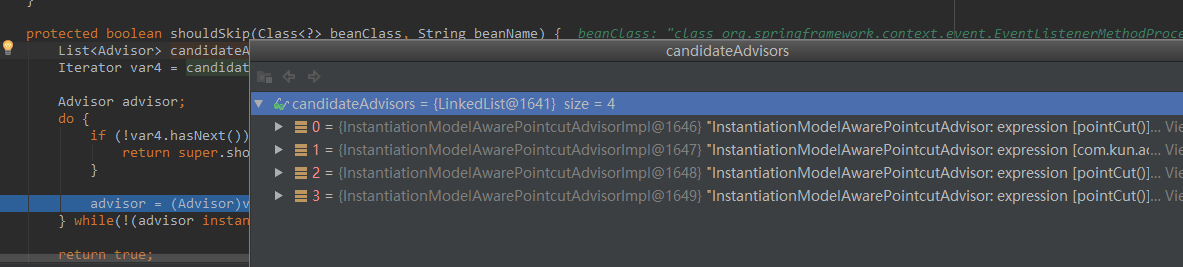 }
protected boolean shouldSkip(Class<?> beanClass, String beanName) { beanClass: "class org.springframework.context.event.EventListenerMethodProce
List<Advisor> candidateA
Iterator var4 = candidat
Advisor advisor;
do {
if (!var4.hasNext())
return super.sho
}
advisor = (Advisor)v
} while(!(advisor instan
return true;
candidateAdvisors
candidateAdvisors = {LinkedList@1641} size = 4
0 = {InstantiationModelAwarePointcutAdvisorImpl@1646} "InstantiationModelAwarePointcutAdvisor: expression [pointCut()]... Vie
1 = {InstantiationModelAwarePointcutAdvisorImpl@1647} "InstantiationModelAwarePointcutAdvisor: expression [com.kun.ac... Vie
2 = {InstantiationModelAwarePointcutAdvisorImpl@1648} "InstantiationModelAwarePointcutAdvisor: expression [pointCut()]... Vie
3 = {InstantiationModelAwarePointcutAdvisorImpl@1649} "InstantiationModelAwarePointcutAdvisor: expression [pointCut()]... Vie